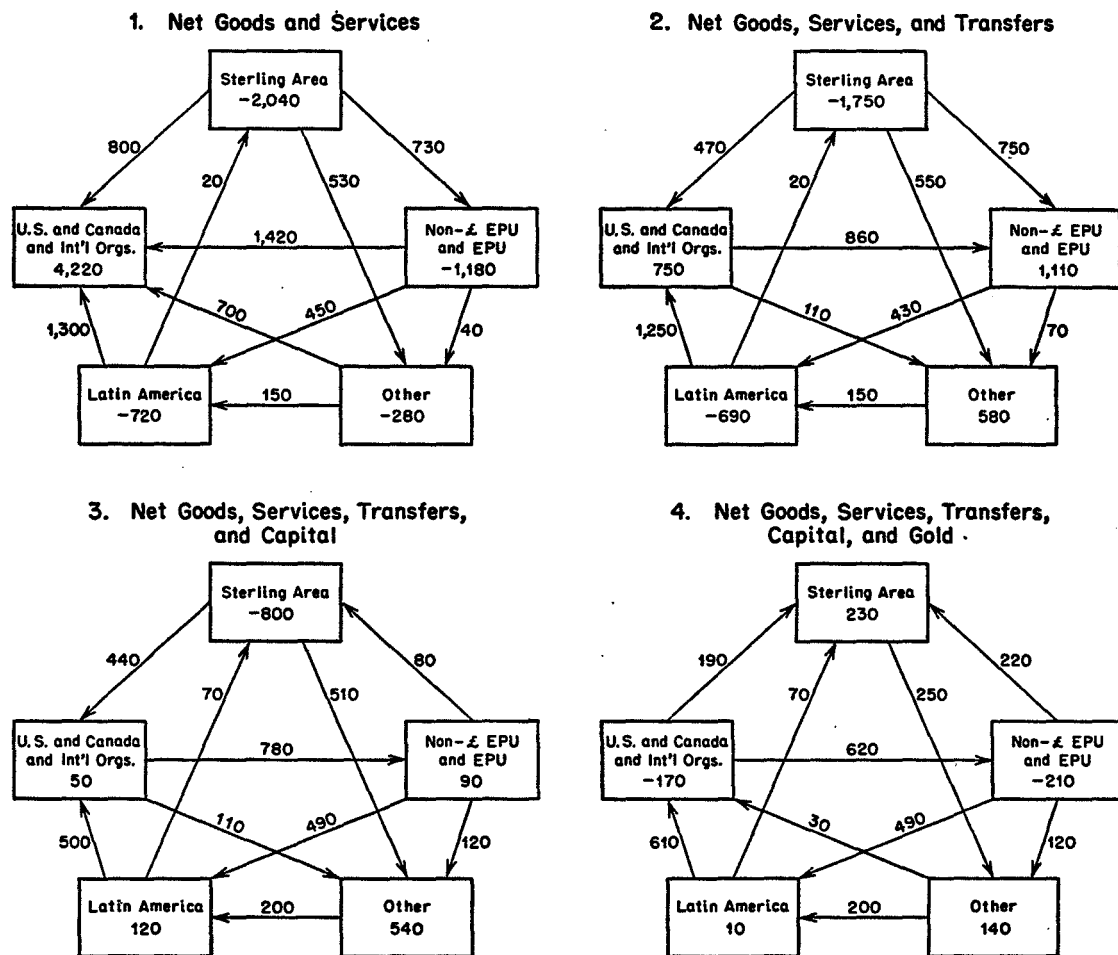 1. Net Goods and Services
Sterling Area
-2,040
800
730
20
530
U.S. and Canada
and Int'l Orgs.
4,220
1,420
Non-£ EPU
and EPU
-1,180
1,300
700
450
40
Latin America
-720
150
Other
-280
2. Net Goods, Services, and Transfers
Sterling Area
-1,750
470
750
20
550
U.S. and Canada
and Int'l Orgs.
750
860
Non-£ EPU
and EPU
1,110
1,250
110
430
70
Latin America
-690
150
Other
580
3. Net Goods, Services, Transfers,
and Capital
Sterling Area
-800
440
80
70
510
U.S. and Canada
and Int'l Orgs.
50
780
Non-£ EPU
and EPU
90
500
110
490
120
Latin America
120
200
Other
540
4. Net Goods, Services, Transfers,
Capital, and Gold
Sterling Area
230
190
220
70
250
U.S. and Canada
and Int'l Orgs.
-170
620
Non-£ EPU
and EPU
-210
610
30
490
120
Latin America
10
200
Other
140